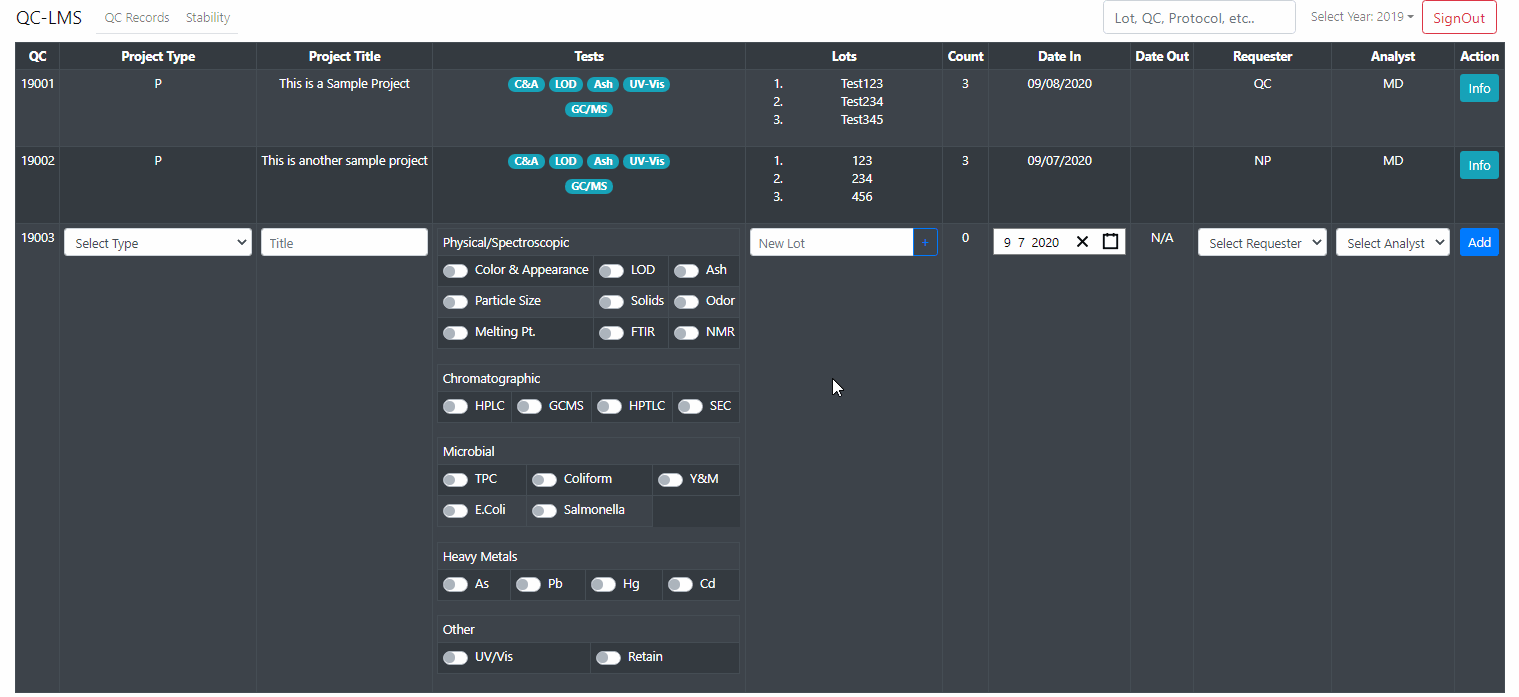 QC-LMS QC Records Stability Lot, QC, Protocol, etc.. Select Year: 2019 SignOut
QC Project Type Project Title Tests Lots Count Date In Date Out Requester Analyst Action
19001 P This is a Sample Project C&A LOD Ash UV-Vis 1. Test123 3 09/08/2020 QC MD Info
2. Test234
GC/MS
3. Test345
19002 P This is another sample project C&A LOD Ash UV-Vis 1. 123 3 09/07/2020 NP MD Info
2. 234
GC/MS
3. 456
19003 Select Type Title Physical/Spectroscopic New Lot + 0 9 7 2020 N/A Select Requester Select Analyst Add
Color & Appearance LOD Ash
Particle Size Solids Odor
Melting Pt. FTIR NMR
Chromatographic
HPLC GCMS HPTLC SEC
Microbial
TPC Coliform Y&M
E.Coli Salmonella
Heavy Metals
As Pb Hg Cd
Other
UV/Vis Retain